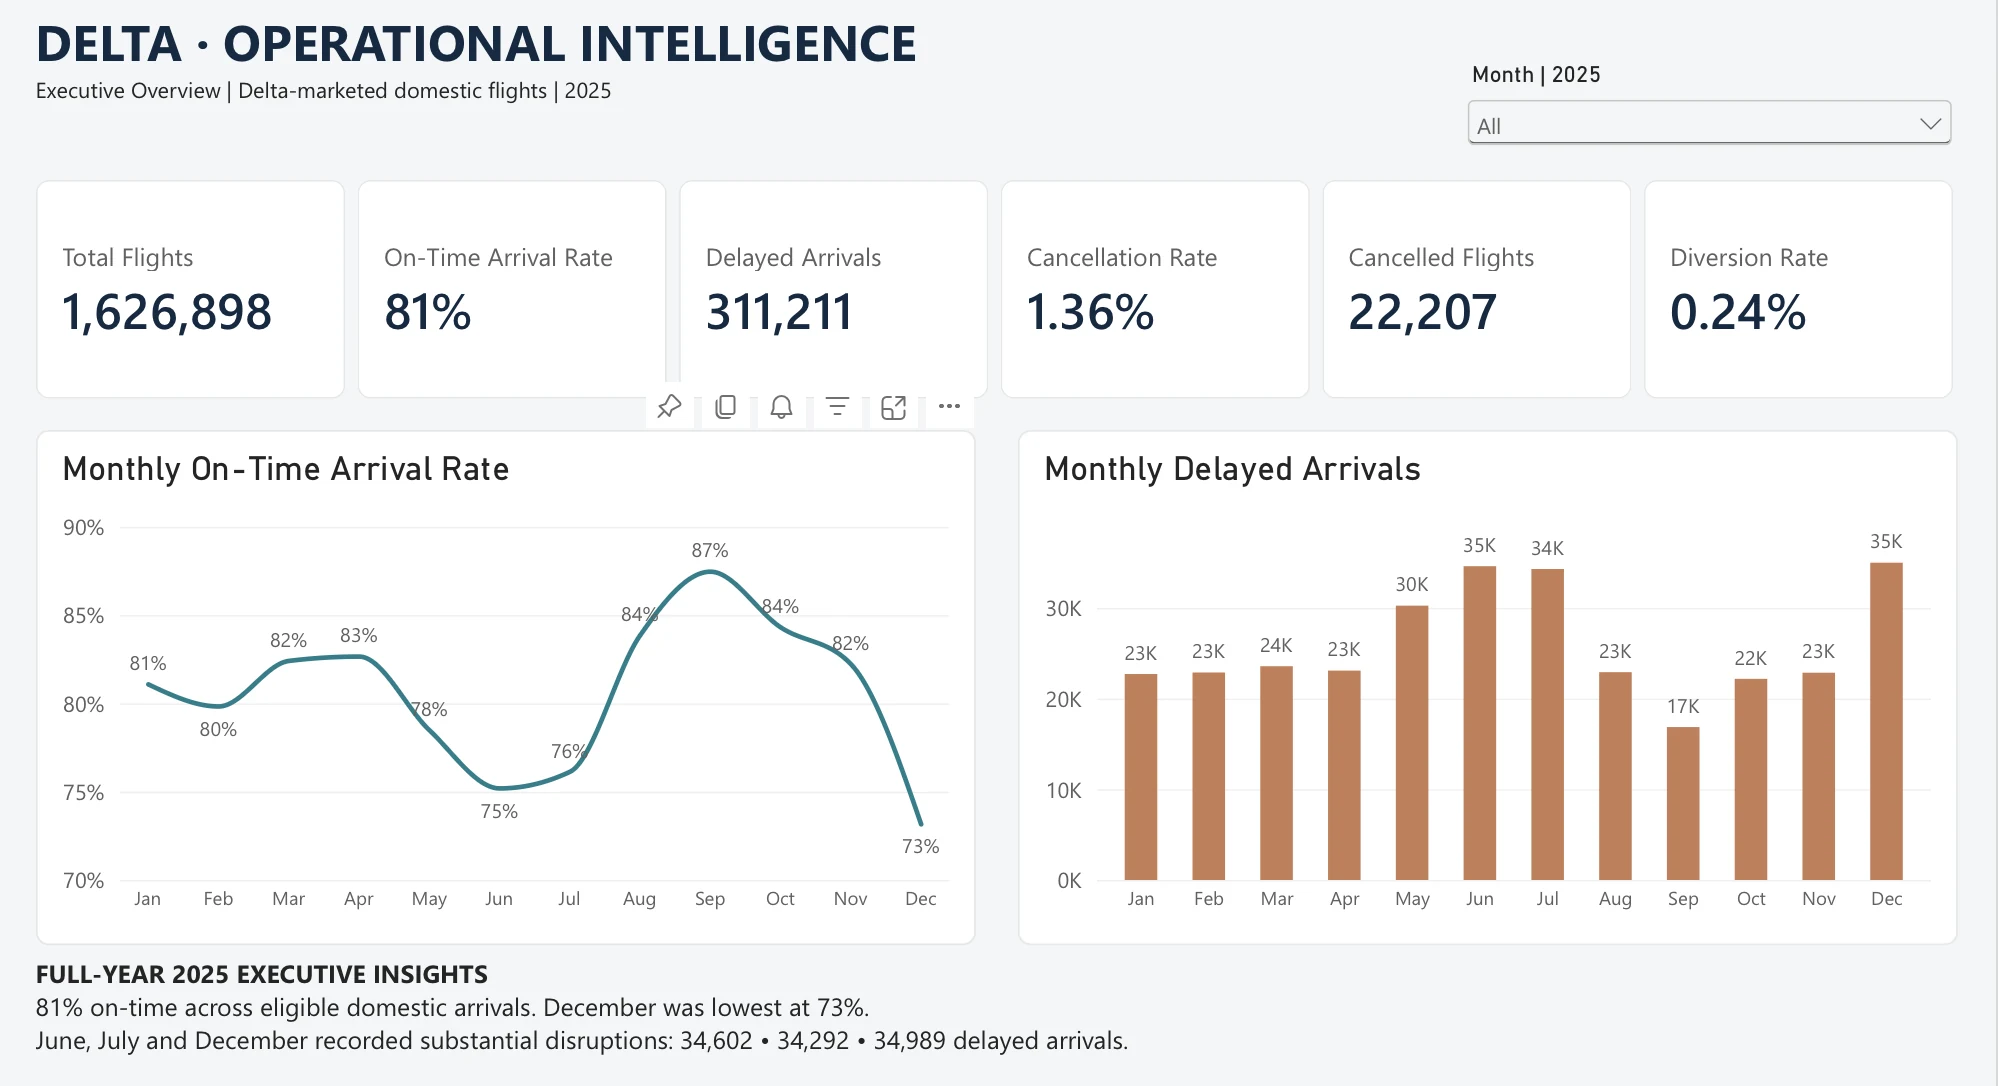 DELTA · OPERATIONAL INTELLIGENCE
Executive Overview | Delta-marketed domestic flights | 2025
Month | 2025
All
Total Flights
1,626,898
On-Time Arrival Rate
81%
Delayed Arrivals
311,211
Cancellation Rate
1.36%
Cancelled Flights
22,207
Diversion Rate
0.24%
Monthly On-Time Arrival Rate
90%
85%
80%
75%
70%
81%
80%
82%
83%
78%
75%
76%
84%
87%
84%
82%
73%
Jan Feb Mar Apr May Jun Jul Aug Sep Oct Nov Dec
Monthly Delayed Arrivals
30K
20K
10K
0K
23K
23K
24K
23K
30K
35K
34K
23K
17K
22K
23K
35K
Jan Feb Mar Apr May Jun Jul Aug Sep Oct Nov Dec
FULL-YEAR 2025 EXECUTIVE INSIGHTS
81% on-time across eligible domestic arrivals. December was lowest at 73%.
June, July and December recorded substantial disruptions: 34,602 • 34,292 • 34,989 delayed arrivals.